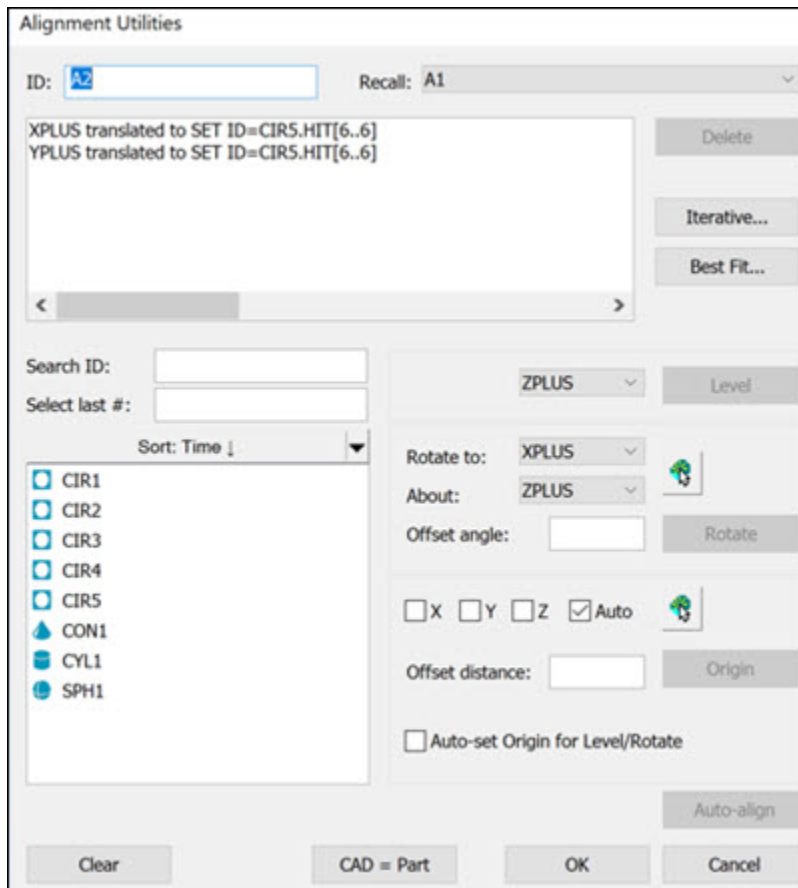 Alignment Utilities
ID: A2 Recall: A1
XPLUS translated to SET ID=CIR5.HIT[6..6]
YPLUS translated to SET ID=CIR5.HIT[6..6]
Delete
Iterative...
Best Fit...
Search ID:
Select last #:
ZPLUS Level
Sort: Time ↓
Rotate to: XPLUS
About: ZPLUS
Offset angle: Rotate
CIR1
CIR2
CIR3
CIR4
CIR5
CON1
CYL1
SPH1
X Y Z Auto
Offset distance: Origin
Auto-set Origin for Level/Rotate
Auto-align
Clear CAD = Part OK Cancel